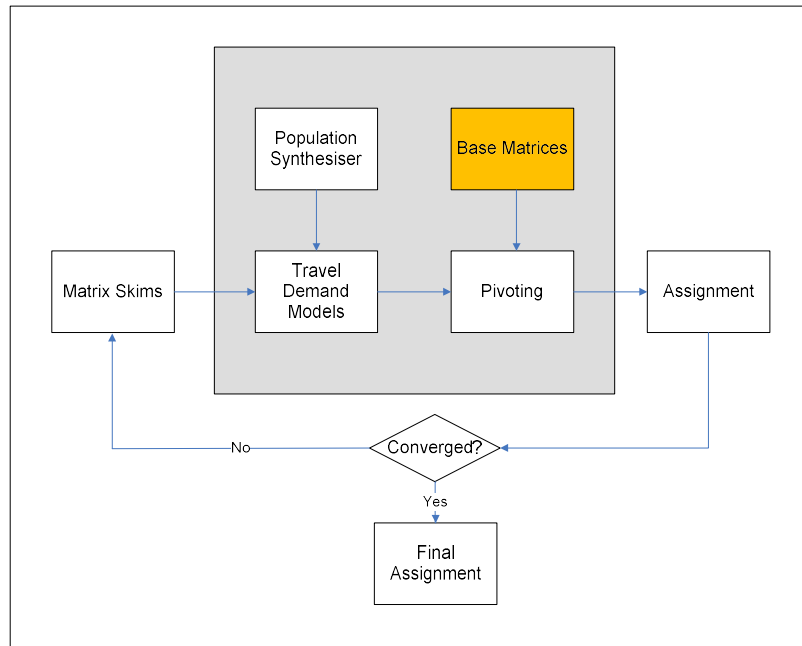 Population
Synthesiser
Base Matrices
Matrix Skims
Travel
Demand
Models
Pivoting
Assignment
Converged?
No
Yes
Final
Assignment